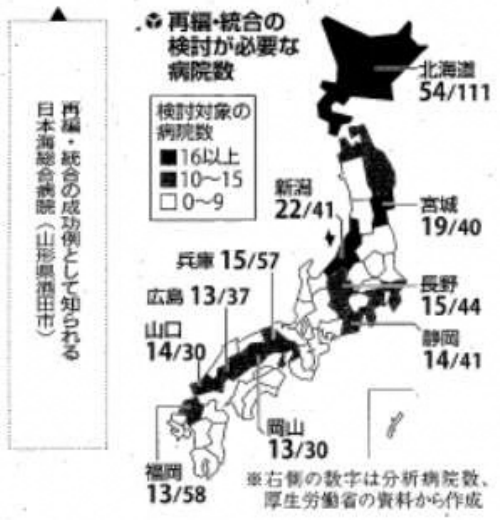 再編・統合の
検討が必要な
病院数
検討対象の
病院数
16以上
10〜15
0〜9
北海道
54/111
新潟
22/41
宮城
19/40
兵庫 15/57
広島 13/37
長野
15/44
山口
14/30
静岡
14/41
岡山
13/30
福岡
13/58
※右側の数字は分析病院数、
厚生労働省の資料から作成
▲
再編・統合の成功例として知られる
日本海総合病院（山形県酒田市）